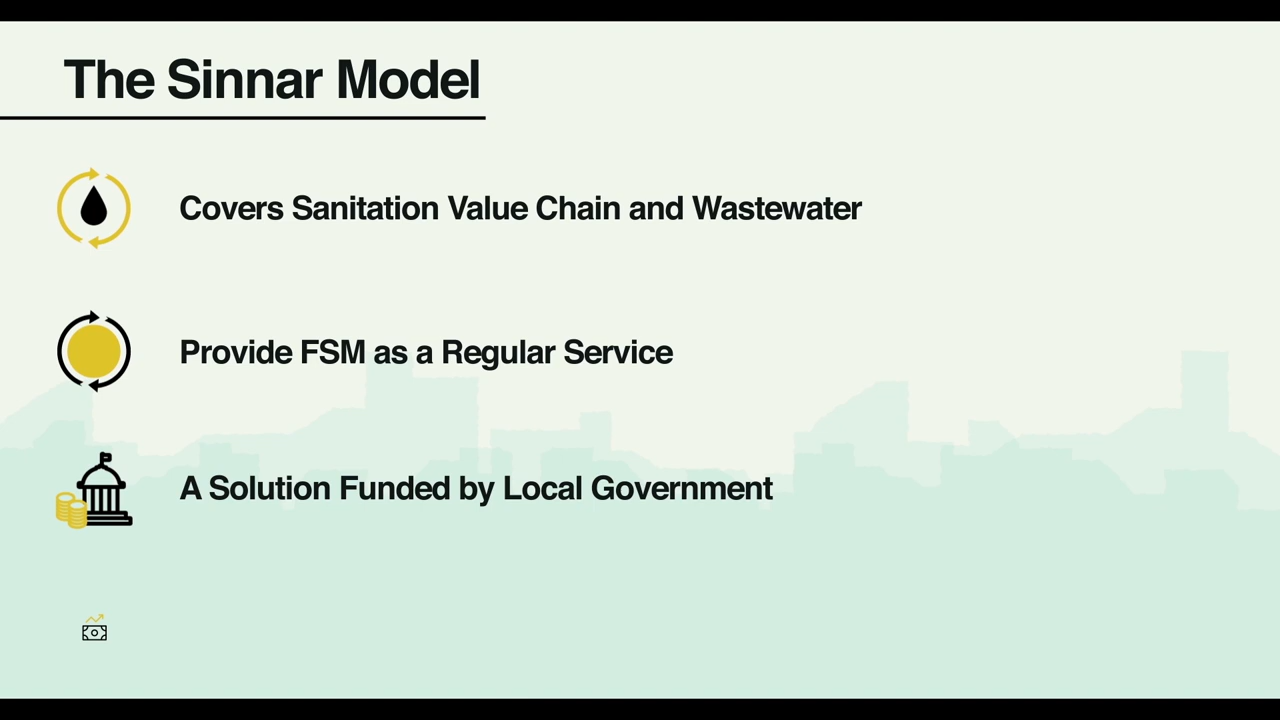 The Sinnar Model
Covers Sanitation Value Chain and Wastewater
Provide FSM as a Regular Service
A Solution Funded by Local Government